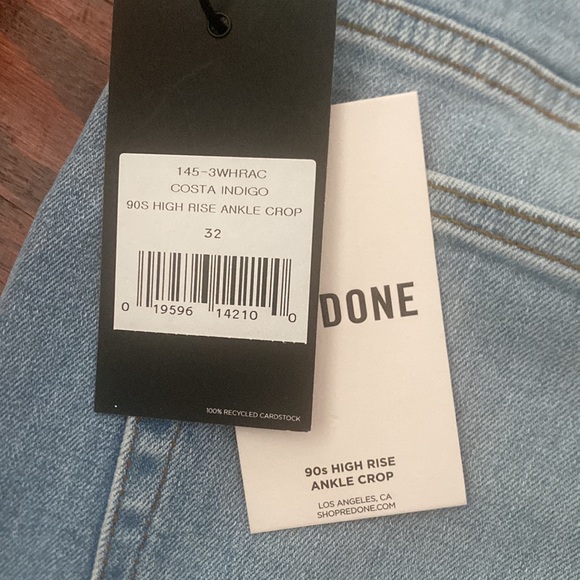 145-3WHRAC
COSTA INDIGO
90S HIGH RISE ANKLE CROP
32
0 19596 14210 0
100% RECYCLED CARDSTOCK
DONE
90s HIGH RISE
ANKLE CROP
LOS ANGELES, CA
SHOPREDONE.COM